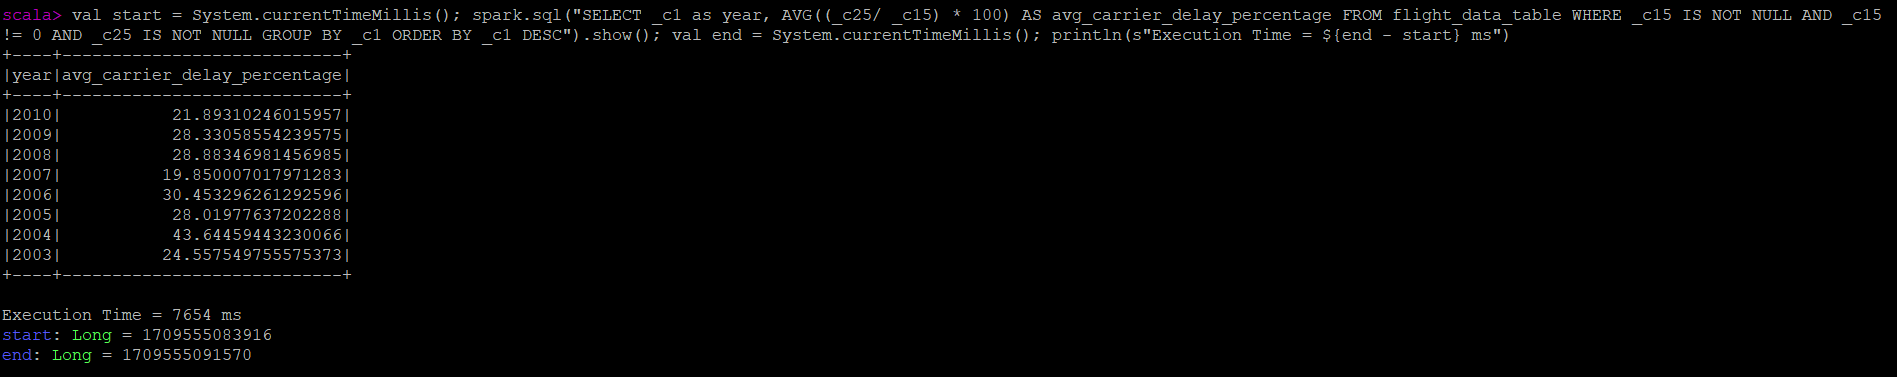 scala> val start = System.currentTimeMillis(); spark.sql("SELECT _c1 as year, AVG((_c25/ _c15) * 100) AS avg_carrier_delay_percentage FROM flight_data_table WHERE _c15 IS NOT NULL AND _c15
!= 0 AND _c25 IS NOT NULL GROUP BY _c1 ORDER BY _c1 DESC").show(); val end = System.currentTimeMillis(); println(s"Execution Time = ${end - start} ms")
+----+----------------------------+
|year|avg_carrier_delay_percentage|
+----+----------------------------+
|2010|           21.89310246015957|
|2009|           28.33058554239575|
|2008|           28.88346981456985|
|2007|          19.850007017971283|
|2006|          30.453296261292596|
|2005|           28.01977637202288|
|2004|           43.64459443230066|
|2003|          24.557549755575373|
+----+----------------------------+
Execution Time = 7654 ms
start: Long = 1709555083916
end: Long = 1709555091570